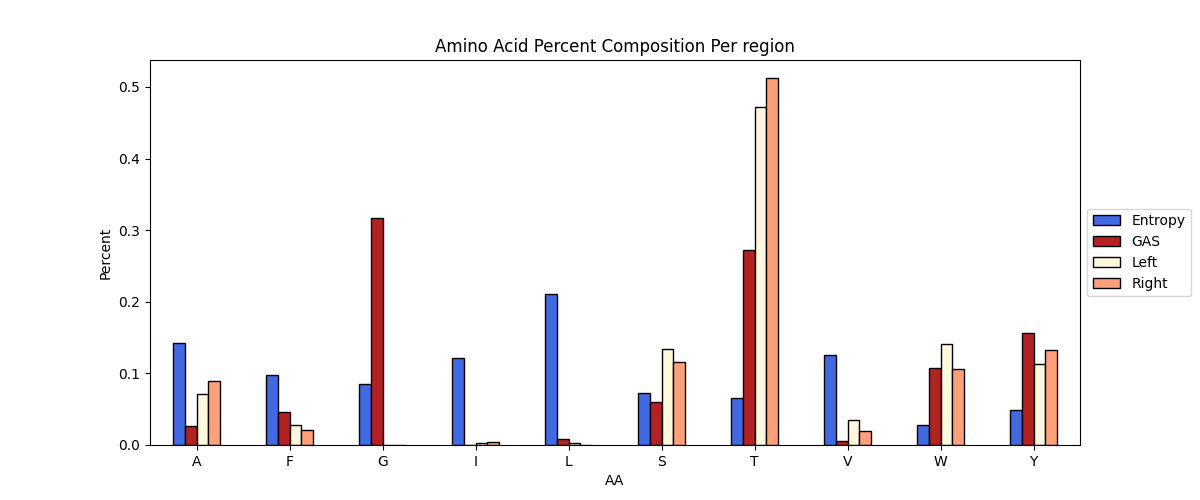 Amino Acid Percent Composition Per region
Percent
0.5
0.4
0.3
0.2
0.1
0.0
A F G I L S T V W Y
AA
Entropy
GAS
Left
Right